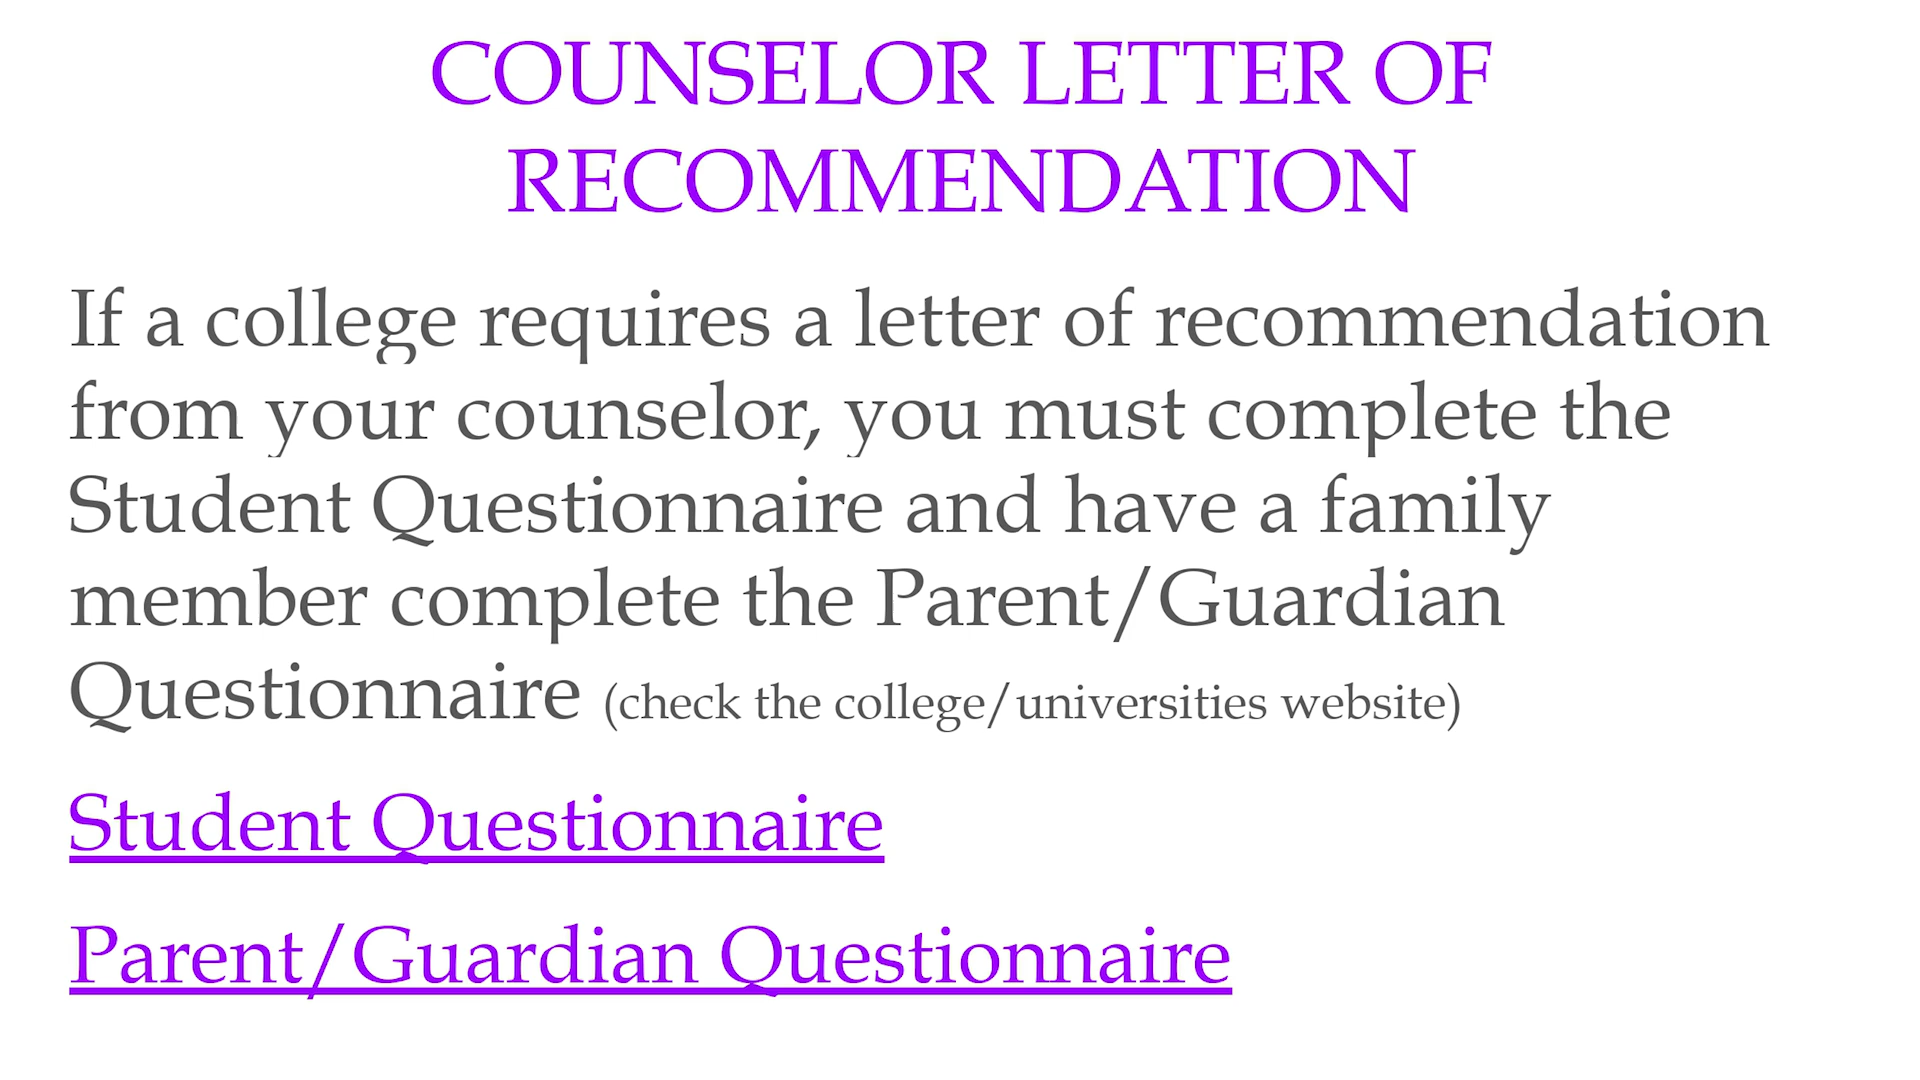 COUNSELOR LETTER OF
RECOMMENDATION
If a college requires a letter of recommendation
from your counselor, you must complete the
Student Questionnaire and have a family
member complete the Parent/Guardian
Questionnaire (check the college/universities website)
Student Questionnaire
Parent/Guardian Questionnaire